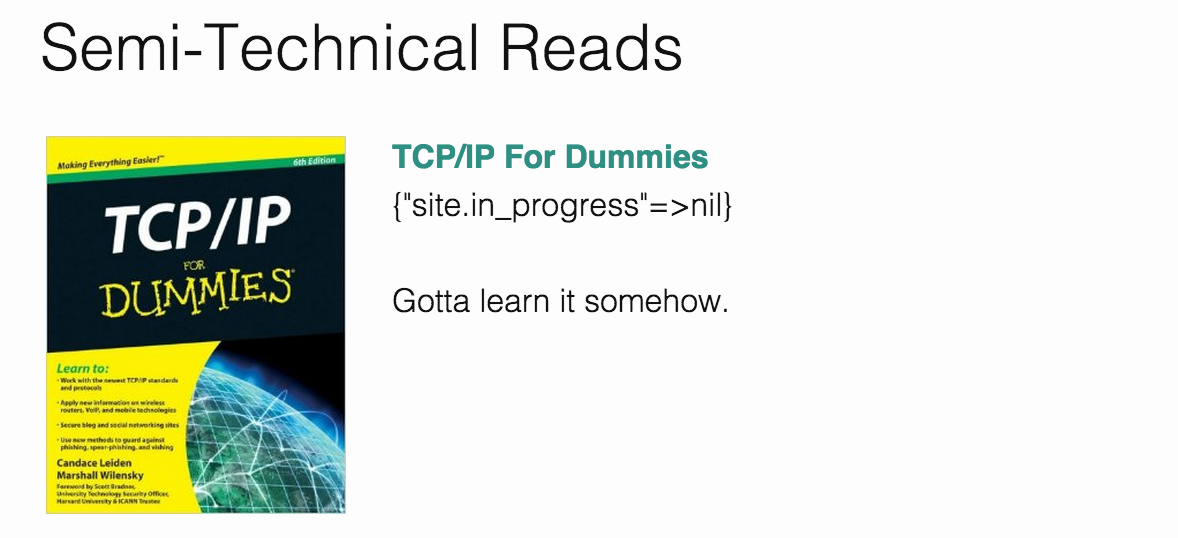 Semi-Technical Reads
Making Everything Easier!™
6th Edition
TCP/IP
FOR
DUMMIES®
Learn to:
• Work with the newest TCP/IP standards
and protocols
• Apply new information on wireless
routers, VoIP, and mobile technologies
• Secure blog and social networking sites
• Use new methods to guard against
phishing, spear-phishing, and vishing
Candace Leiden
Marshall Wilensky
Foreword by Scott Bradner,
University Technology Security Officer,
Harvard University & ICANN Trustee
TCP/IP For Dummies
{"site.in_progress"=>nil}
Gotta learn it somehow.